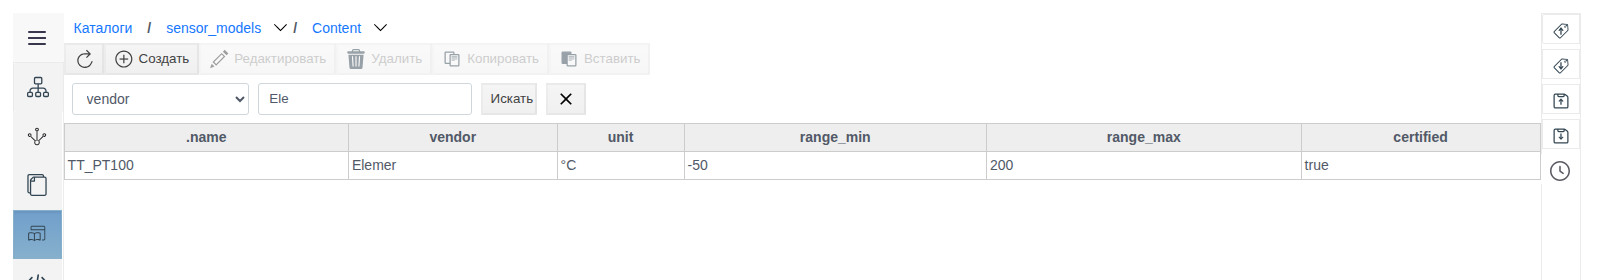 Каталоги / sensor_models / Content
Создать Редактировать Удалить Копировать Вставить
vendor Ele Искать
.name vendor unit range_min range_max certified
TT_PT100 Elemer °C -50 200 true